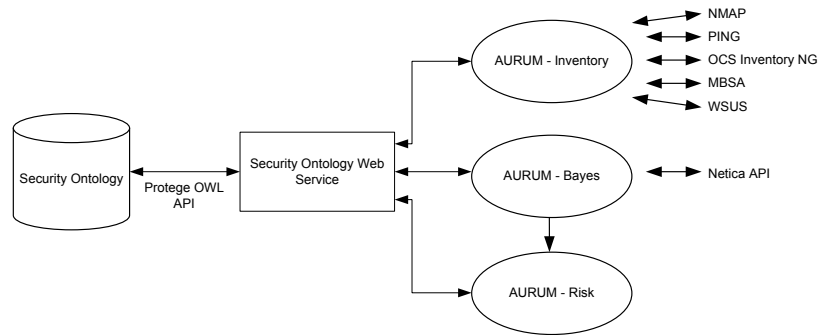 NMAP
PING
AURUM - Inventory
OCS Inventory NG
MBSA
WSUS
Security Ontology
Protege OWL
API
Security Ontology Web
Service
AURUM - Bayes
Netica API
AURUM - Risk